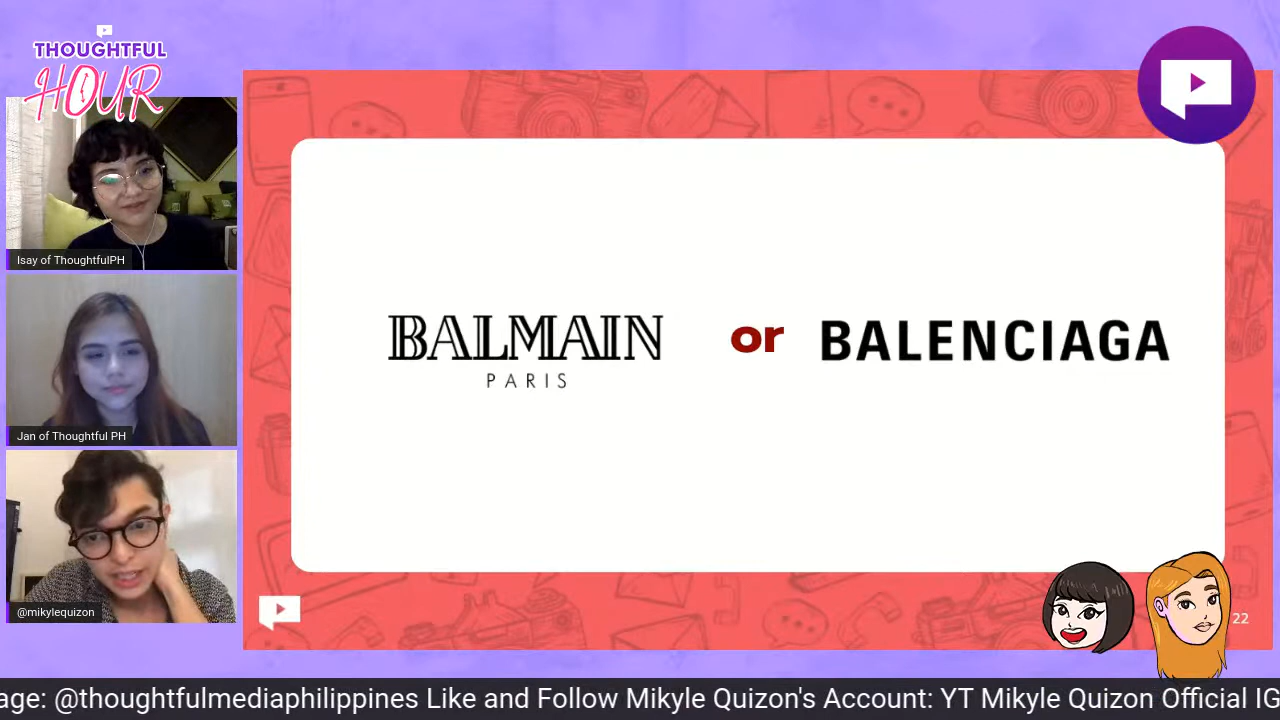 THOUGHTFUL
HOUR
Isay of ThoughtfulPH
Jan of Thoughtful PH
@mikylequizon
BALMAIN
PARIS
or
BALENCIAGA
22
age: @thoughtfulmediaphilippines Like and Follow Mikyle Quizon's Account: YT Mikyle Quizon Official IG